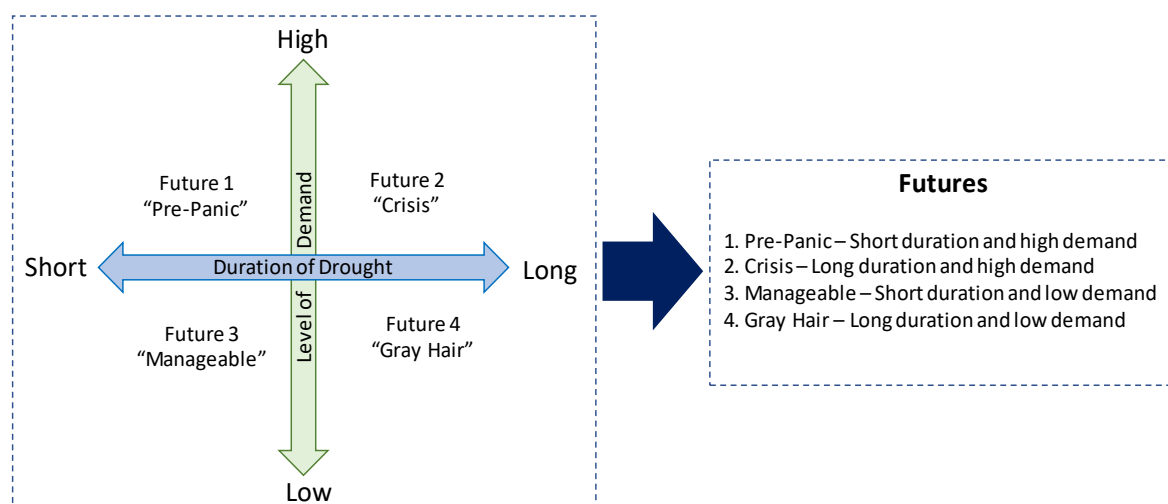 High
Future 1
“Pre-Panic”
Future 2
“Crisis”
Level of Demand
Short
Duration of Drought
Long
Future 3
“Manageable”
Future 4
“Gray Hair”
Low
Futures
1. Pre-Panic – Short duration and high demand
2. Crisis – Long duration and high demand
3. Manageable – Short duration and low demand
4. Gray Hair – Long duration and low demand